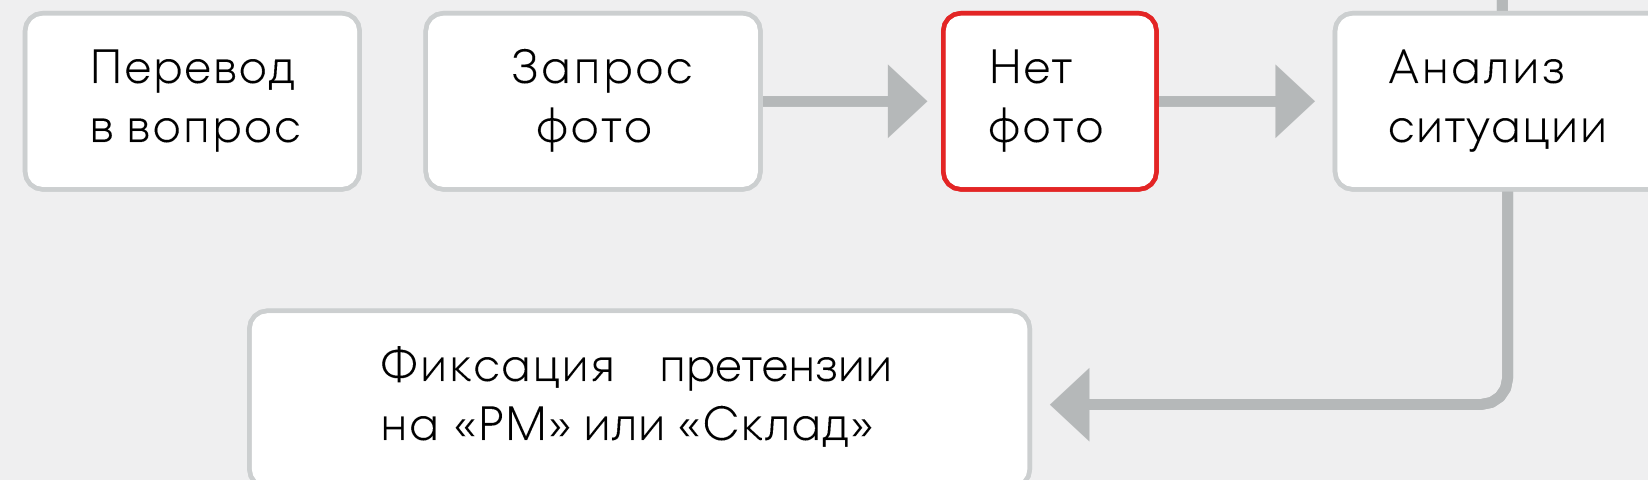 Перевод
в вопрос
Запрос
фото
Нет
фото
Анализ
ситуации
Фиксация претензии
на «РМ» или «Склад»